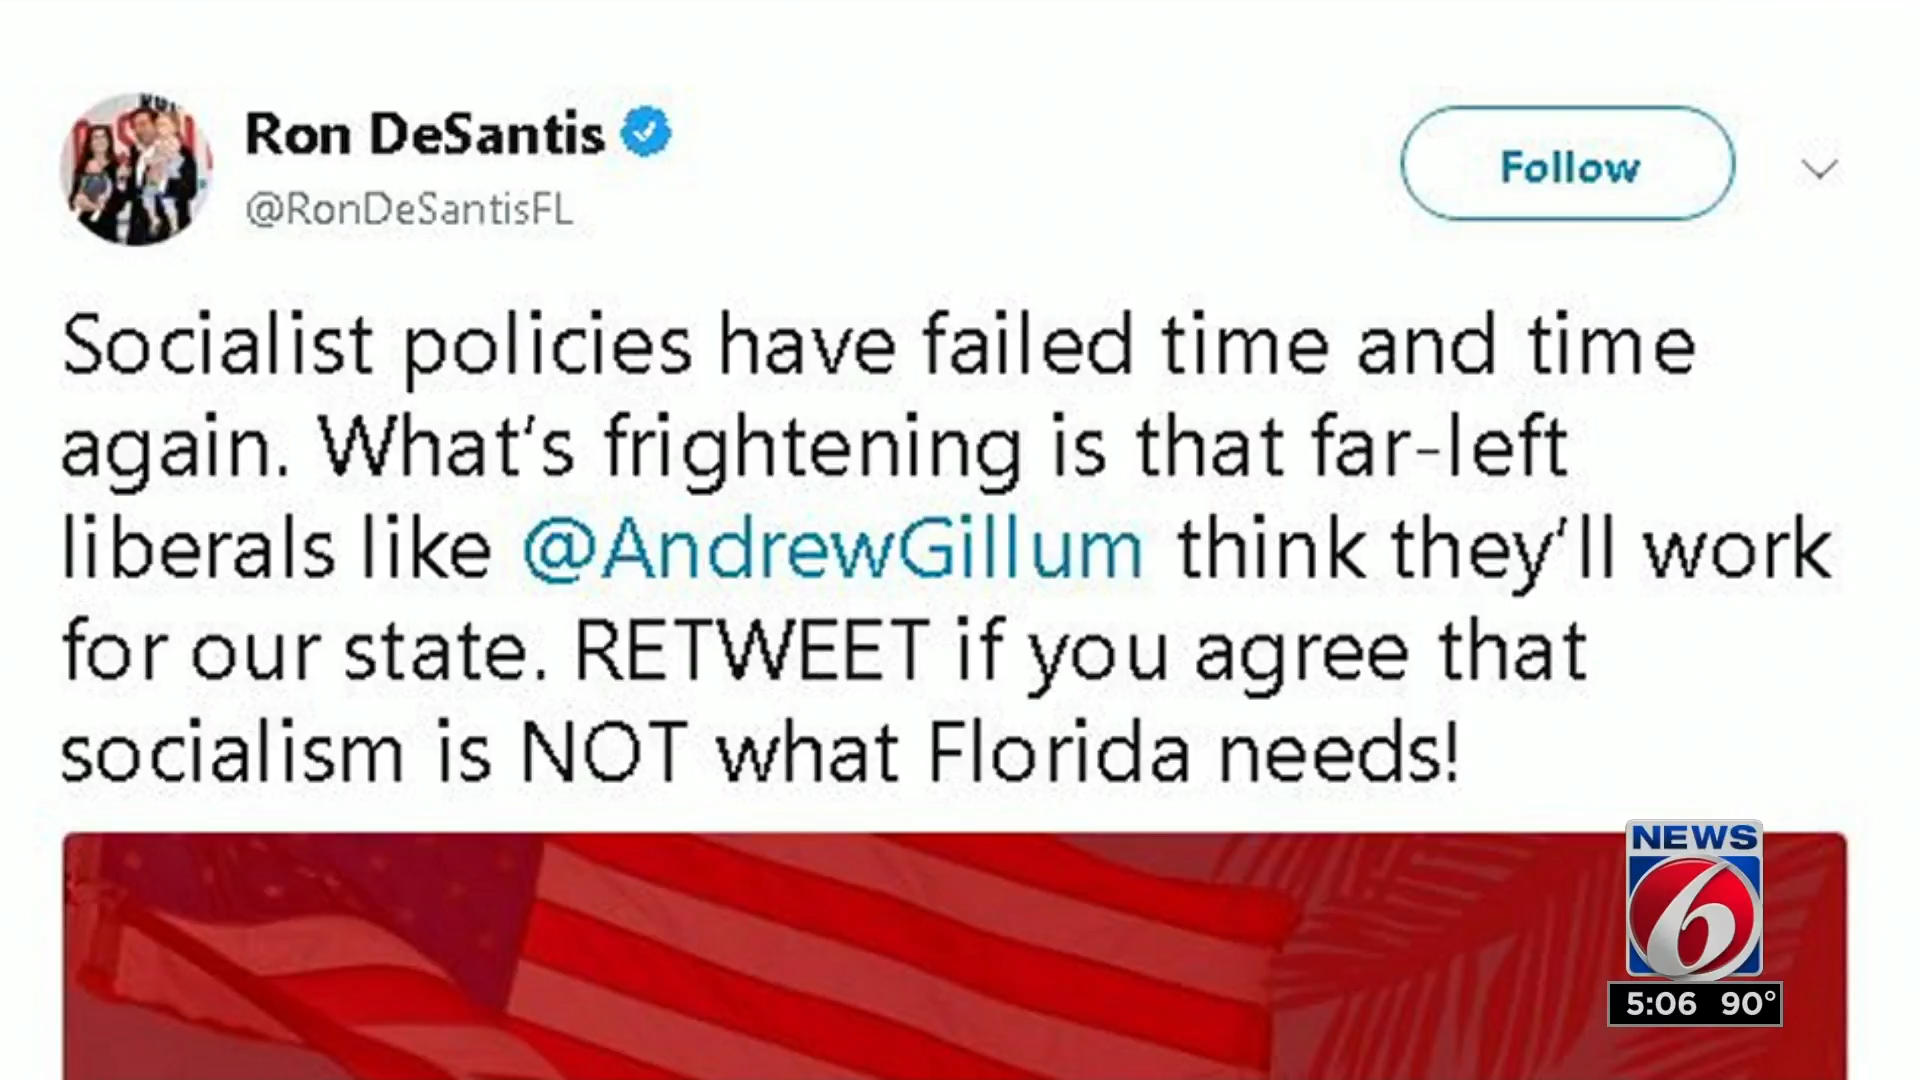 Ron DeSantis
@RonDeSantisFL
Follow
Socialist policies have failed time and time
again. What's frightening is that far-left
liberals like @AndrewGillum think they'll work
for our state. RETWEET if you agree that
socialism is NOT what Florida needs!
NEWS
6
5:06 90°